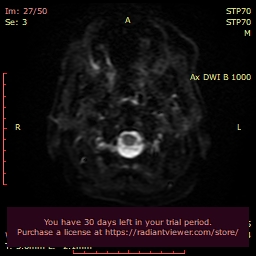 Im: 27/50
Se: 3
STP70
STP70
M
A
Ax DWI B 1000
R
L
You have 30 days left in your trial period.
Purchase a license at https://radiantviewer.com/store/